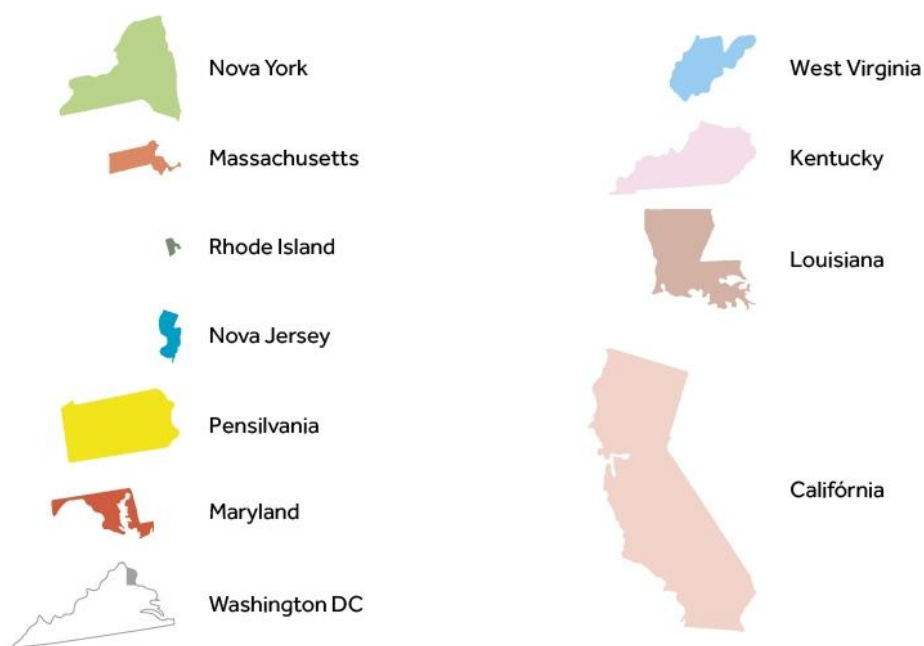 Nova York
Massachusetts
Rhode Island
Nova Jersey
Pensilvania
Maryland
Washington DC
West Virginia
Kentucky
Louisiana
Califórnia